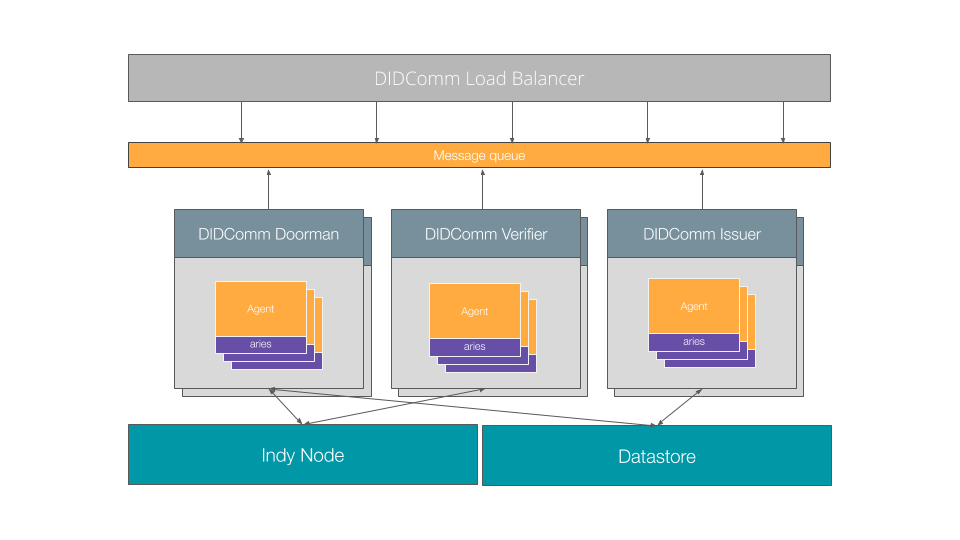 DIDComm Load Balancer
Message queue
DIDComm Doorman
DIDComm Verifier
DIDComm Issuer
Agent
aries
Agent
aries
Agent
aries
Indy Node
Datastore